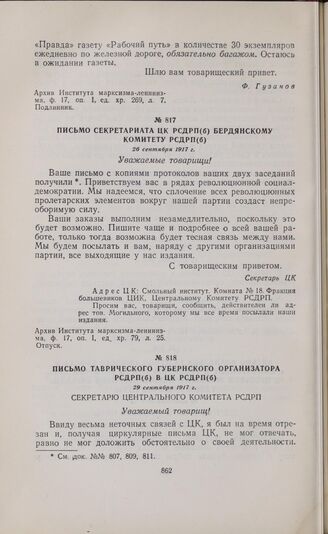 «Правда» газету «Рабочий путь» в количестве 30 экземпляров
ежедневно по железной дороге, обязательно багажом. Остаюсь
в ожидании газеты.
Шлю вам товарищеский привет.
Ф. Гузанов
Архив Института марксизма-лениниз-
ма, ф. 17, оп. 1, ед. хр. 269, л. 7.
Подлинник.
№ 817
ПИСЬМО СЕКРЕТАРИАТА ЦК РСДРП(б) БЕРДЯНСКОМУ
КОМИТЕТУ РСДРП(б)
26 сентября 1917 г.
Уважаемые товарищи!
Ваше письмо с копиями протоколов ваших двух заседаний
получили *. Приветствуем вас в рядах революционной социал-
демократии. Мы надеемся, что сплочение всех революционных
пролетарских элементов вокруг нашей партии создаст непре-
оборимую силу.
Ваши заказы выполним незамедлительно, поскольку это
будет возможно. Пишите чаще и подробнее о всей вашей ра-
боте, только тогда возможна будет тесная связь между нами.
Мы будем посылать и вам, наряду с другими организациями
партии, все выходящие у нас издания.
С товарищеским приветом.
Секретарь ЦК
Адрес ЦК: Смольный институт. Комната № 18. Фракция
большевиков ЦИК, Центральному Комитету РСДРП.
Просим вас, товарищи, сообщить, действителен ли ад-
рес тов. Могидьного, которому мы все время посылали наши
издания.
Архив Института марксизма-лениниз-
ма, ф. 17, оп. 1, ед. хр. 79, л. 25.
Отпуск.
№ 818
ПИСЬМО ТАВРИЧЕСКОГО ГУБЕРНСКОГО ОРГАНИЗАТОРА
РСДРП(б) В ЦК РСДРП(б)
29 сентября 1917 г.
СЕКРЕТАРЮ ЦЕНТРАЛЬНОГО КОМИТЕТА РСДРП
Уважаемый товарищ!
Ввиду весьма неточных связей с ЦК, я был на время отре-
зан и, получая циркулярные письма ЦК, не мог отвечать,
равно не мог доложить обстоятельно о своей деятельности.
* См. док. №№ 807, 809, 811.
862